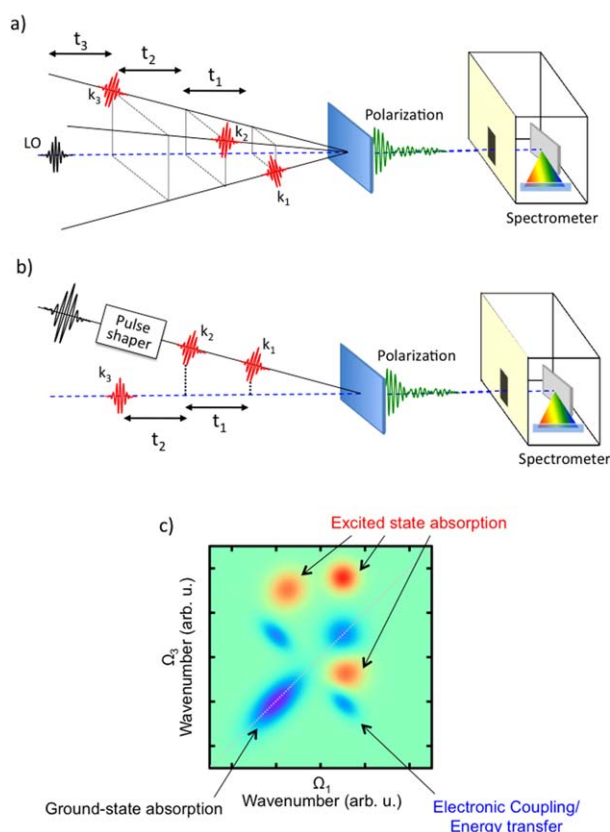 a)
t3
t2
t1
k3
k2
LO
k1
Polarization
Spectrometer
b)
Pulse
shaper
k2
k1
k3
Polarization
t2
t1
Spectrometer
c)
Excited state absorption
Ω3
Wavenumber (arb. u.)
Ω1
Ground-state absorption
Wavenumber (arb. u.)
Electronic Coupling/
Energy transfer